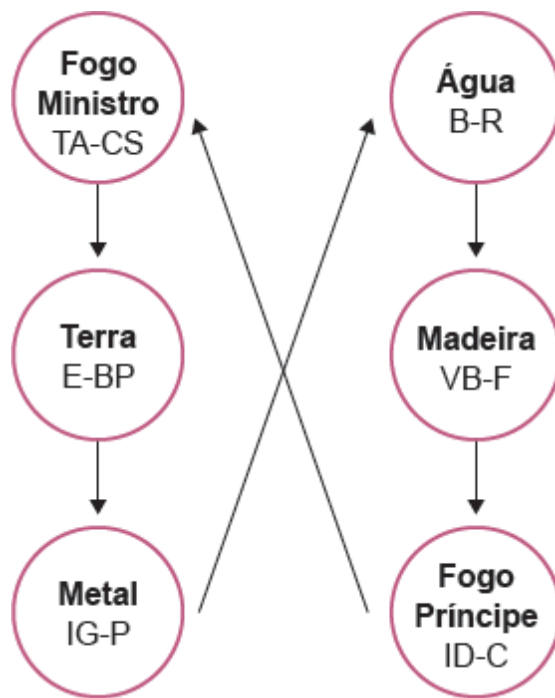 Fogo
Ministro
TA-CS
Terra
E-BP
Metal
IG-P
Água
B-R
Madeira
VB-F
Fogo
Príncipe
ID-C